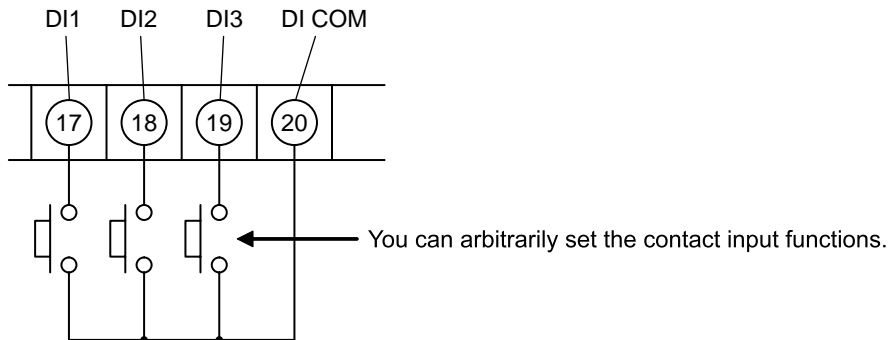 DI1 DI2 DI3 DI COM
17 18 19 20
You can arbitrarily set the contact input functions.